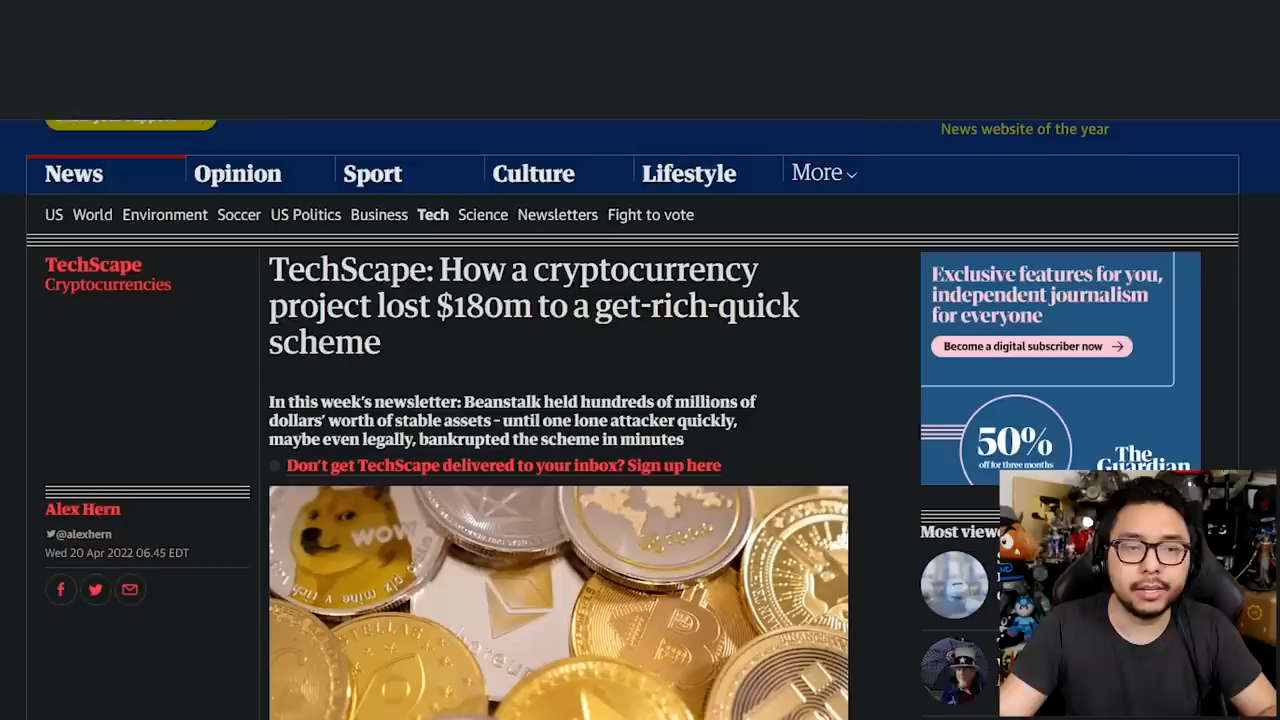 News website of the year
News
Opinion
Sport
Culture
Lifestyle
More
US World Environment Soccer US Politics Business Tech Science Newsletters Fight to vote
TechScape
Cryptocurrencies
TechScape: How a cryptocurrency
project lost $180m to a get-rich-quick
scheme
In this week's newsletter: Beanstalk held hundreds of millions of
dollars' worth of stable assets – until one lone attacker quickly,
maybe even legally, bankrupted the scheme in minutes
Don't get TechScape delivered to your inbox? Sign up here
Alex Hern
@alexhern
Wed 20 Apr 2022 06.45 EDT
Exclusive features for you,
independent journalism
for everyone
Become a digital subscriber now
50%
off for three months
The
Guardian
Most view
WOW